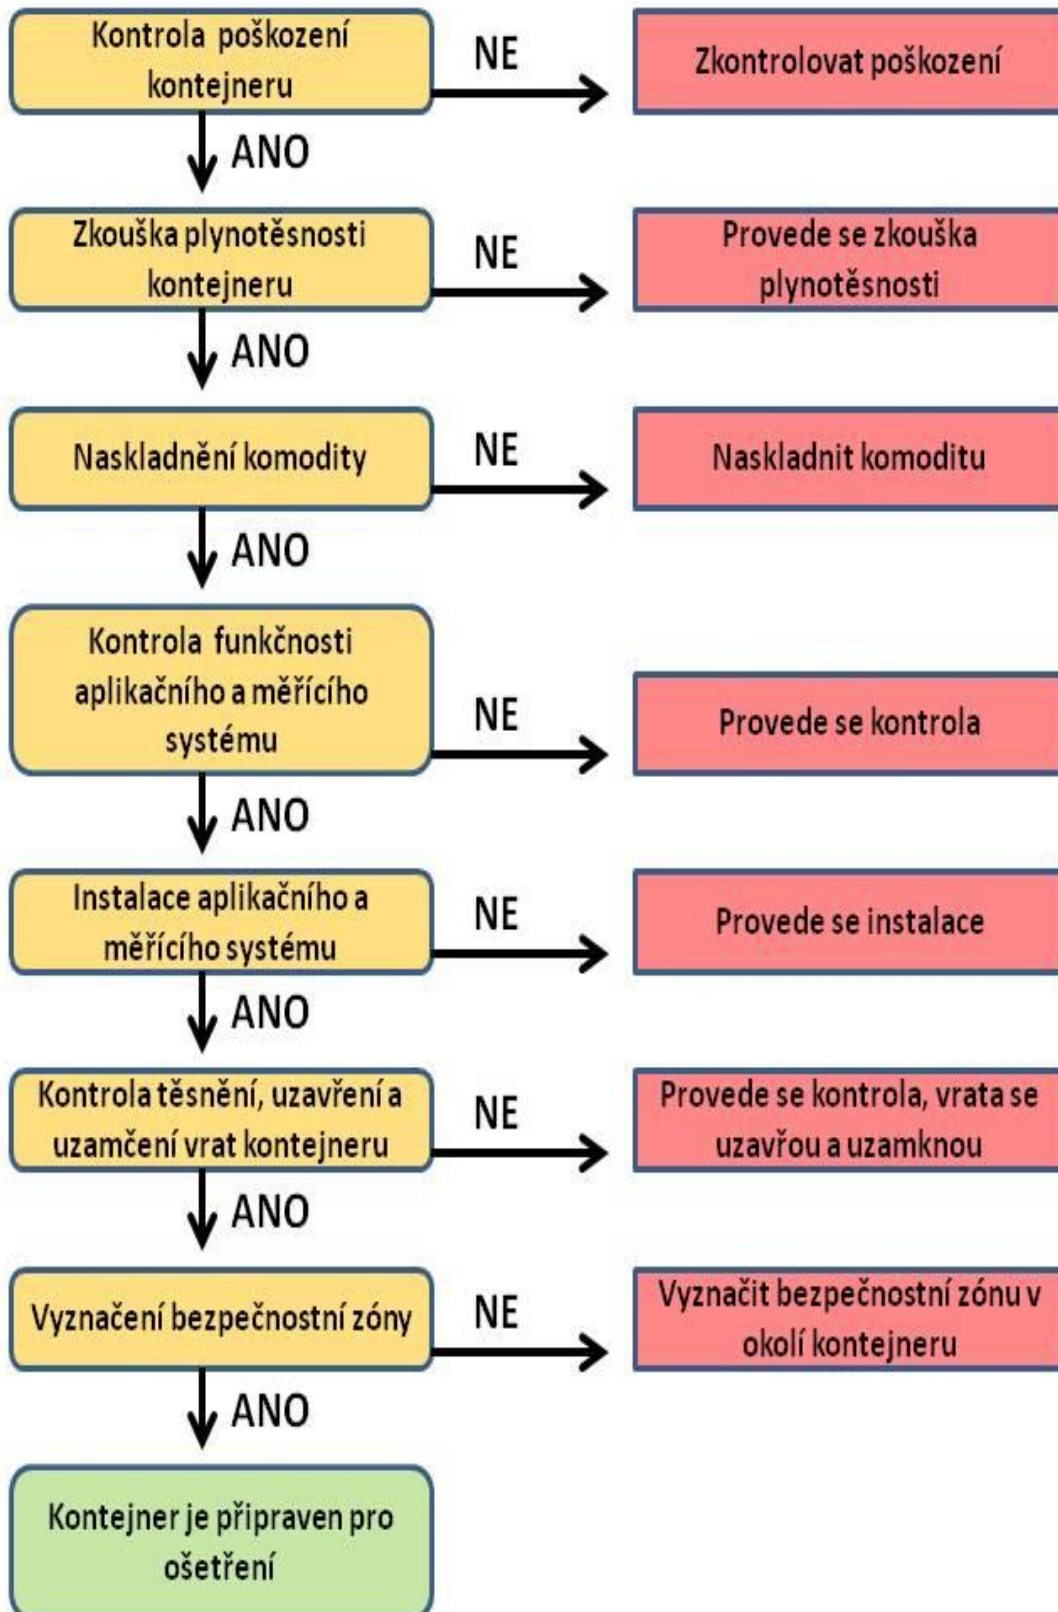 Kontrola poškození
kontejneru
NE
Zkontrolovat poškození
ANO
Zkouška plynotěsnosti
kontejneru
NE
Provede se zkouška
plynotěsnosti
ANO
Naskladnění komodity
NE
Naskladnit komoditu
ANO
Kontrola funkčnosti
aplikačního a měřícího
systému
NE
Provede se kontrola
ANO
Instalace aplikačního a
měřícího systému
NE
Provede se instalace
ANO
Kontrola těsnění, uzavření a
uzamčení vrat kontejneru
NE
Provede se kontrola, vrata se
uzavřou a uzamknou
ANO
Vyznačení bezpečnostní zóny
NE
Vyznačit bezpečnostní zónu v
okolí kontejneru
ANO
Kontejner je připraven pro
ošetření